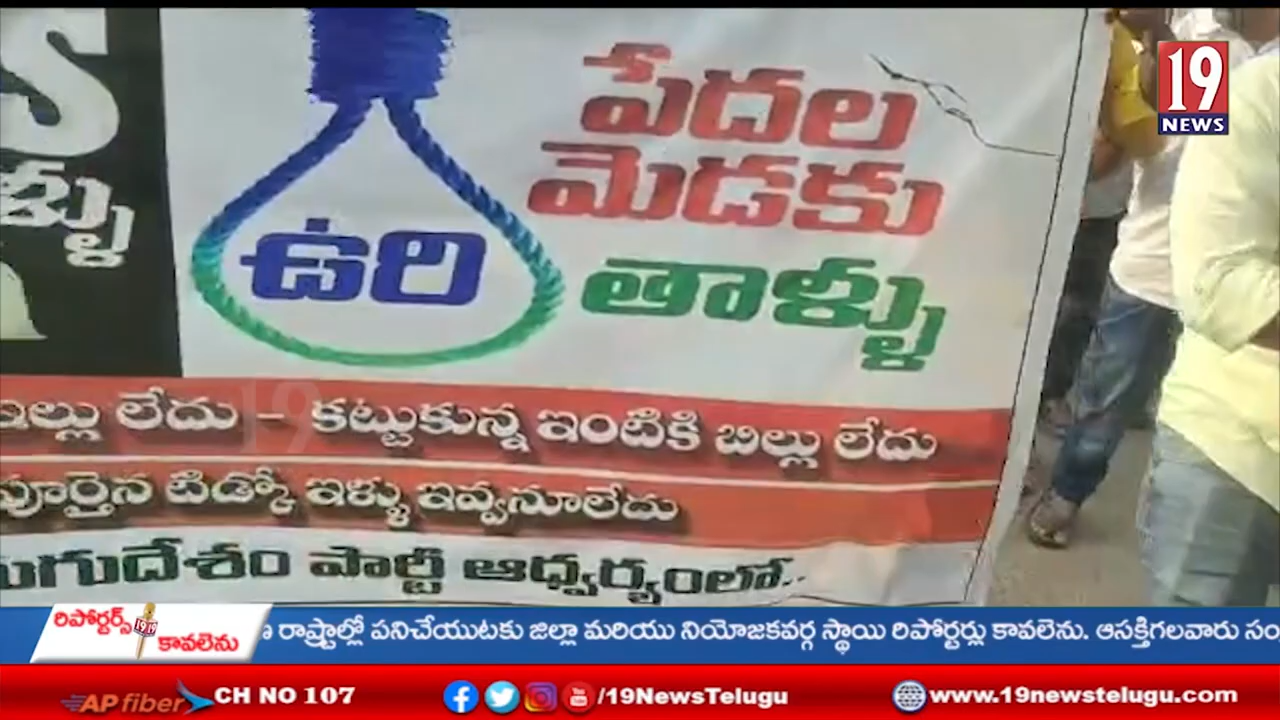 19
NEWS
S
పేదల
మెడకు
ఉరి తాళ్ళు
ఇల్లు లేదు - కట్టుకున్న ఇంటికి బిల్లు లేదు
పూర్తైన టిడ్కో ఇళ్ళు ఇవ్వనూలేదు
పార్టీ ఆధ్వర్యంలో..
రిపోర్టర్స్ కావలెను
రాష్ట్రాల్లో పనిచేయుటకు జిల్లా మరియు నియోజకవర్గ స్థాయి రిపోర్టర్లు కావలెను. ఆసక్తిగలవారు
AP fiber CH NO 107 /19NewsTelugu www.19newstelugu.com